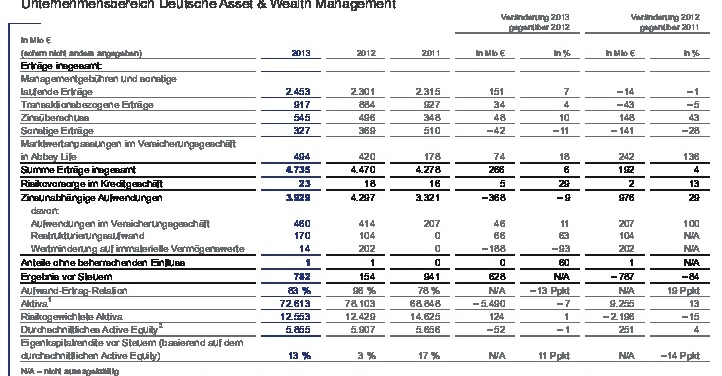 Unternehmensbereich Deutsche Asset & Wealth Management
Veränderung 2013 gegenüber 2012 Veränderung 2012 gegenüber 2011
in Mio €
(sofern nicht anders angegeben) 2013 2012 2011 in Mio € in % in Mio € in %
Erträge insgesamt:
Managementgebühren und sonstige
laufende Erträge 2.453 2.301 2.315 151 7 –14 –1
Transaktionsbezogene Erträge 917 884 927 34 4 –43 –5
Zinsüberschuss 545 496 348 48 10 148 43
Sonstige Erträge 327 369 510 –42 –11 –141 –28
Marktwertanpassungen im Versicherungsgeschäft
in Abbey Life 494 420 178 74 18 242 136
Summe Erträge insgesamt 4.735 4.470 4.278 266 6 192 4
Risikovorsorge im Kreditgeschäft 23 18 16 5 29 2 13
Zinsunabhängige Aufwendungen 3.929 4.297 3.321 –368 –9 976 29
davon:
Aufwendungen im Versicherungsgeschäft 460 414 207 46 11 207 100
Restrukturierungsaufwand 170 104 0 66 63 104 N/A
Wertminderung auf immaterielle Vermögenswerte 14 202 0 –188 –93 202 N/A
Anteile ohne beherrschenden Einfluss 1 1 0 0 60 1 N/A
Ergebnis vor Steuern 782 154 941 628 N/A –787 –84
Aufwand-Ertrag-Relation 83 % 96 % 78 % N/A –13 Ppkt N/A 19 Ppkt
Aktiva¹ 72.613 78.103 68.848 –5.490 –7 9.255 13
Risikogewichtete Aktiva 12.553 12.429 14.625 124 1 –2.196 –15
Durchschnittliches Active Equity² 5.855 5.907 5.656 –52 –1 251 4
Eigenkapitalrendite vor Steuern (basierend auf dem
durchschnittlichen Active Equity) 13 % 3 % 17 % N/A 11 Ppkt N/A –14 Ppkt
N/A – nicht aussagekräftig